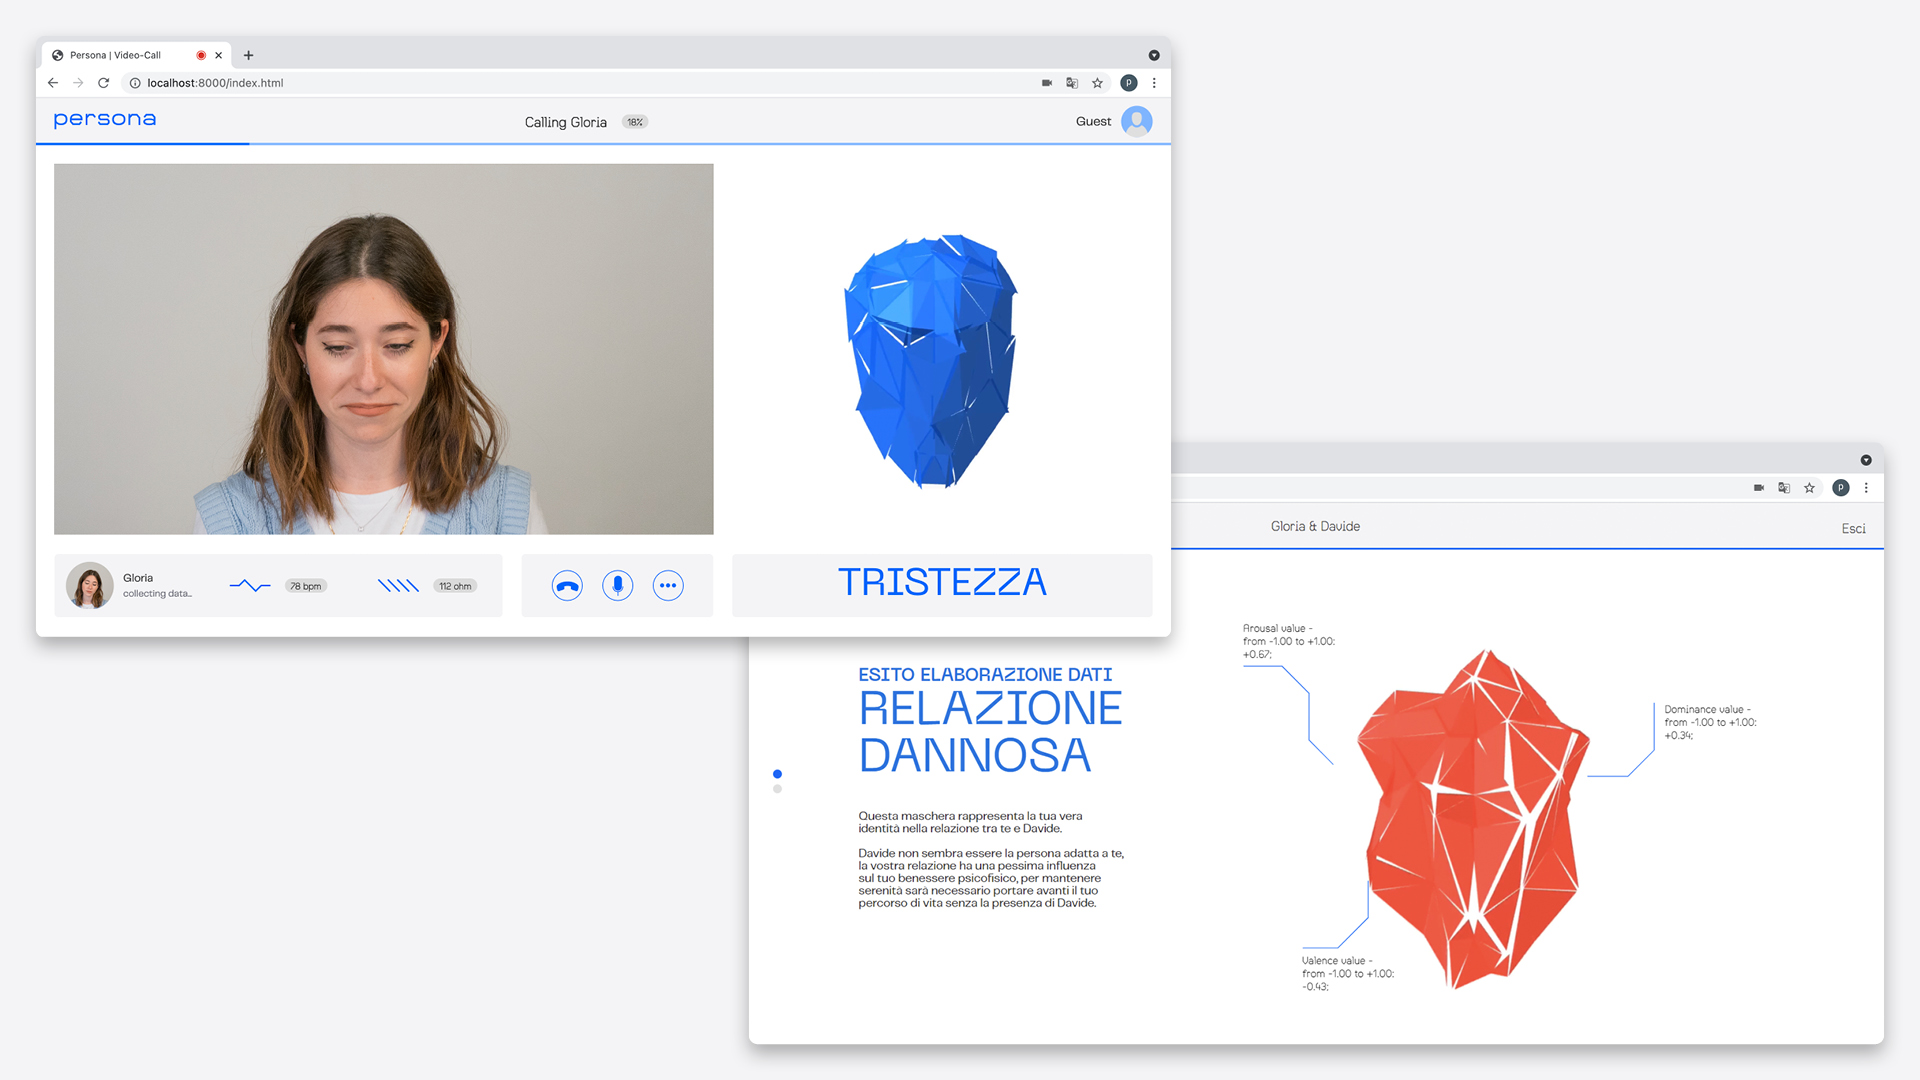 Persona | Video-Call
localhost:8000/index.html
P
persona
Calling Gloria
18%
Guest
Gloria
collecting data..
78 bpm
112 ohm
TRISTEZZA
P
Gloria & Davide
Esci
ESITO ELABORAZIONE DATI
RELAZIONE
DANNOSA
Questa maschera rappresenta la tua vera
identità nella relazione tra te e Davide.
Davide non sembra essere la persona adatta a te,
la vostra relazione ha una pessima influenza
sul tuo benessere psicofisico, per mantenere
serenità sarà necessario portare avanti il tuo
percorso di vita senza la presenza di Davide.
Arousal value -
from -1.00 to +1.00:
+0.67;
Dominance value -
from -1.00 to +1.00:
+0.34;
Valence value -
from -1.00 to +1.00:
-0.43;